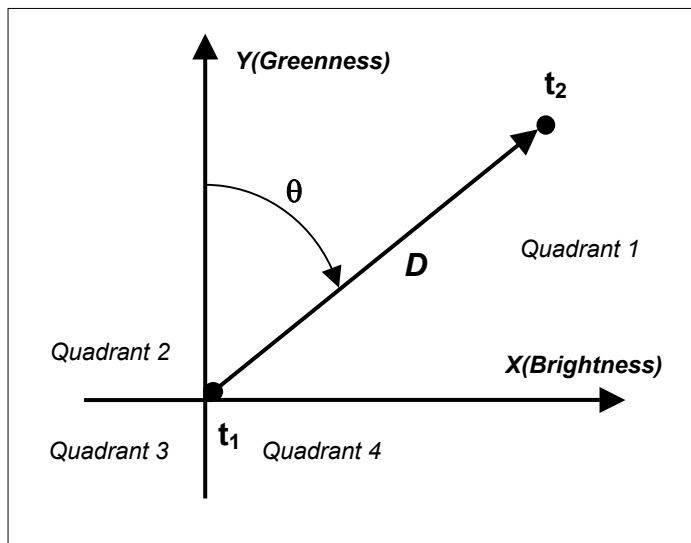 Y(Greenness)
t2
θ
Quadrant 1
D
Quadrant 2
X(Brightness)
t1
Quadrant 3
Quadrant 4